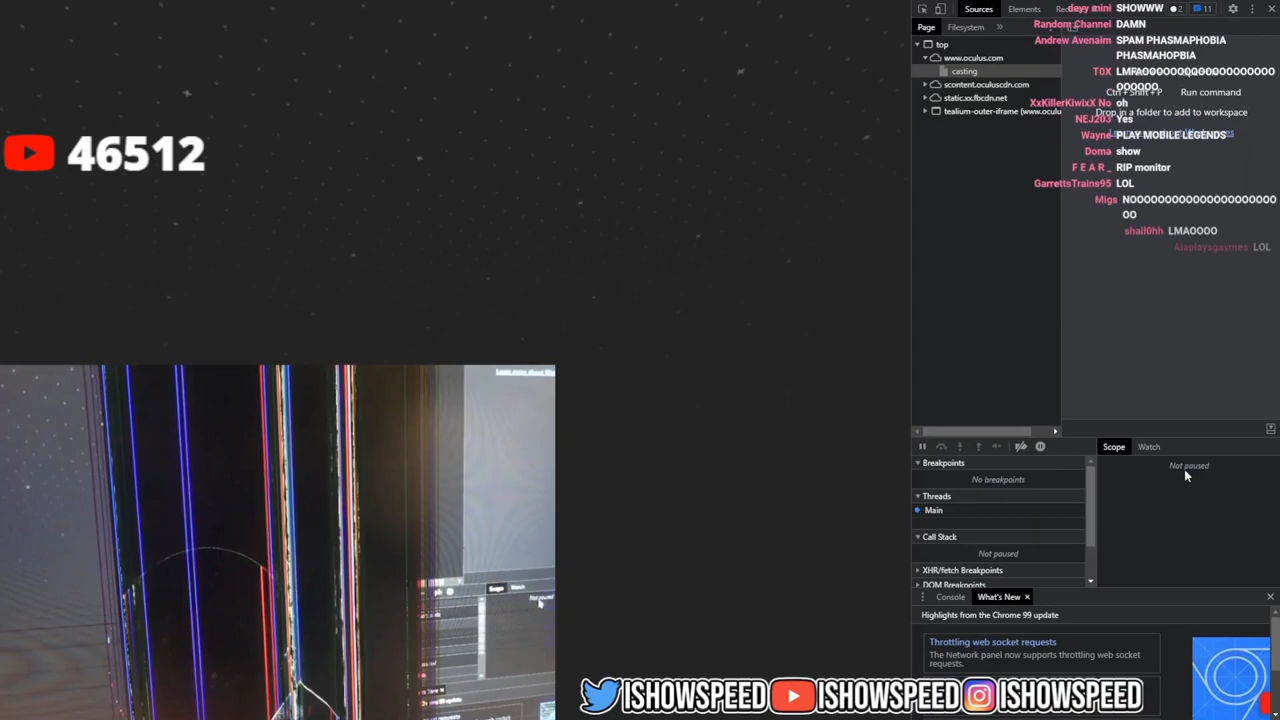 46512
Sources
Elements
2
11
Page
Filesystem
top
www.oculus.com
casting
scontent.oculuscdn.com
static.xx.fbcdn.net
tealium-outer-iframe (www.oculu
deyy mini SHOWWW
Random Channel DAMN
Andrew Avenaim SPAM PHASMAPHOBIA
PHASMAHOPBIA
T0X
Ctrl + Shift + P Run command
XxKillerKiwixX No oh
Drop in a folder to add to workspace
NEJ203 Yes
Wayne PLAY MOBILE LEGENDS
Doma show
F E A R _ RIP monitor
GarrettsTrains95 LOL
Migs
shall0hh LMAOOOO
Aiaplaysgaymes LOL
Breakpoints
No breakpoints
Threads
Main
Call Stack
Not paused
XHR/fetch Breakpoints
DOM Breakpoints
Scope
Watch
Not paused
Console
What's New
Highlights from the Chrome 99 update
Throttling web socket requests
The Network panel now supports throttling web socket
requests.
ISHOWSPEED
ISHOWSPEED
ISHOWSPEED